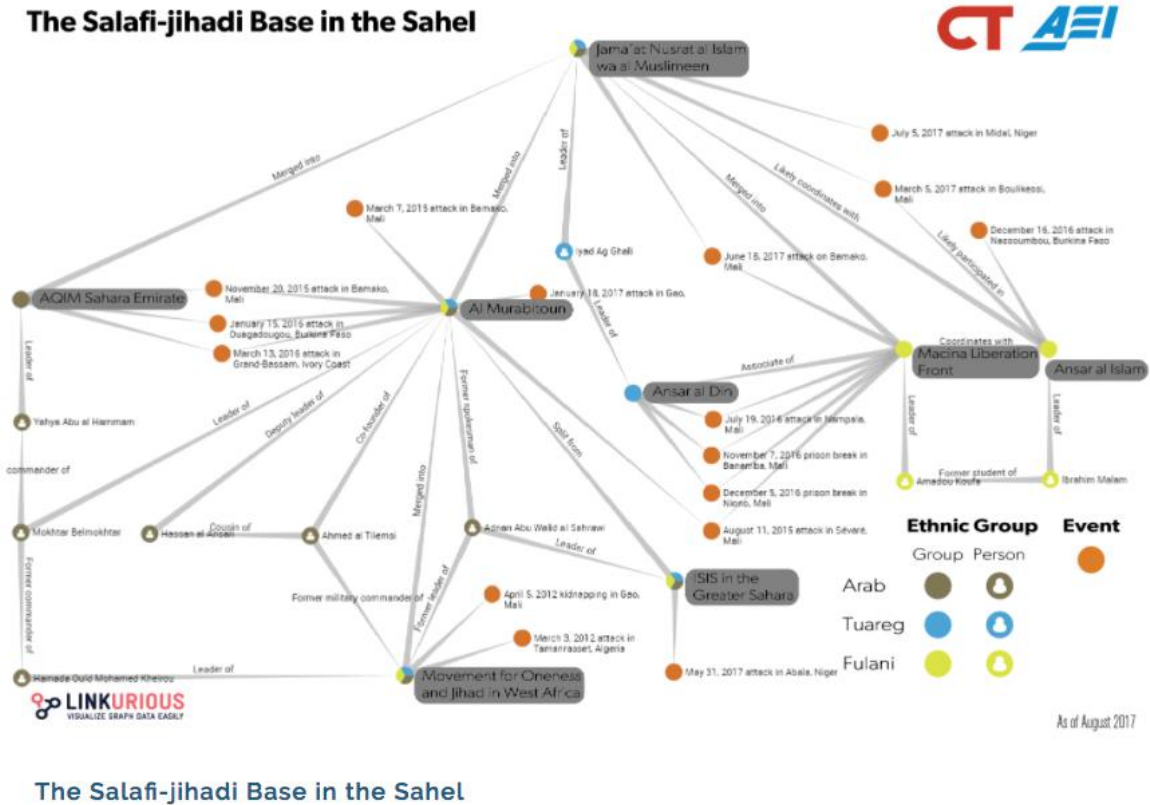 The Salafi-jihadi Base in the Sahel
CT AEI
Jama'at Nusrat al Islam
wa al Muslimeen
July 5, 2017 attack in Midal, Niger
Merged into
Merged into
Leader of
Likely coordinates with
Merged into
March 5, 2017 attack in Boulikessi,
Mali
March 7, 2015 attack in Bamako,
Mali
December 16, 2016 attack in
Nassoumbou, Burkina Faso
Likely participated in
Iyad Ag Ghali
June 18, 2017 attack on Bamako,
Mali
AQIM Sahara Emirate
November 20, 2015 attack in Bamako,
Mali
January 18, 2017 attack in Gao,
Al Murabitoun
January 15, 2016 attack in
Ouagadougou, Burkina Faso
March 13, 2016 attack in
Grand-Bassam, Ivory Coast
Leader of
Leader of
Coordinates with
Macina Liberation
Front
Ansar al Islam
Associate of
Ansar al Din
Leader of
Deputy leader of
Co founder of
Former spokesman of
Split from
July 19, 2016 attack in Nampala,
Mali
Leader of
Leader of
Yahya Abu al Hammam
November 7, 2016 prison break in
Banamba, Mali
commander of
Merged into
Former student of
Amadou Koufa
Ibrahim Malam
December 5, 2016 prison break in
Niono, Mali
Mokhtar Belmokhtar
Hassan al Ansari
Cousin of
Ahmed al Tilemsi
Adnan Abu Walid al Sahrawi
August 11, 2015 attack in Sévaré,
Mali
Leader of
Ethnic Group Event
Group Person
Arab
Tuareg
Fulani
ISIS in the
Greater Sahara
Former commander of
Former military commander of
Former leader of
April 5, 2012 kidnapping in Gao,
Mali
March 3, 2012 attack in
Tamanrasset, Algeria
May 31, 2017 attack in Abala, Niger
Hamada Ould Mohamed Kheirou
Leader of
Movement for Oneness
and Jihad in West Africa
LINKURIOUS
VISUALIZE GRAPH DATA EASILY
As of August 2017
The Salafi-jihadi Base in the Sahel